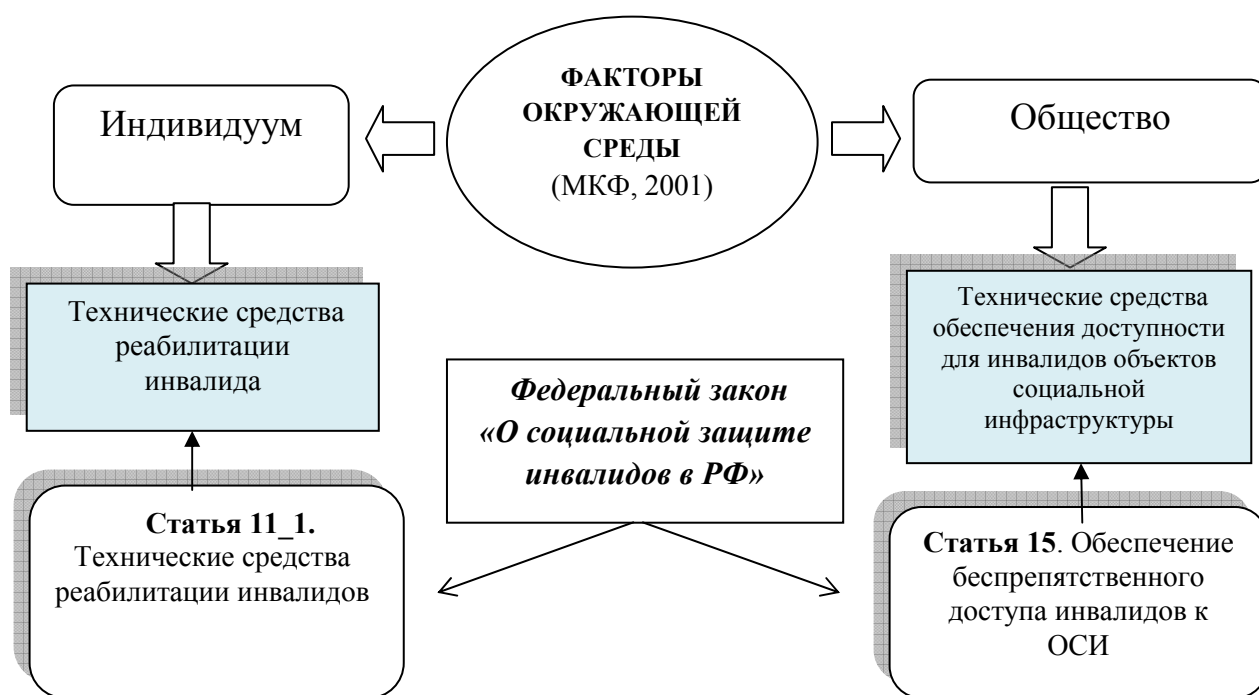 ФАКТОРЫ
ОКРУЖАЮЩЕЙ
СРЕДЫ
(МКФ, 2001)
Индивидуум
Общество
Технические средства
реабилитации
инвалида
Технические средства
обеспечения доступности
для инвалидов объектов
социальной
инфраструктуры
Федеральный закон
«О социальной защите
инвалидов в РФ»
Статья 11_1.
Технические средства
реабилитации инвалидов
Статья 15. Обеспечение
беспрепятственного
доступа инвалидов к
ОСИ